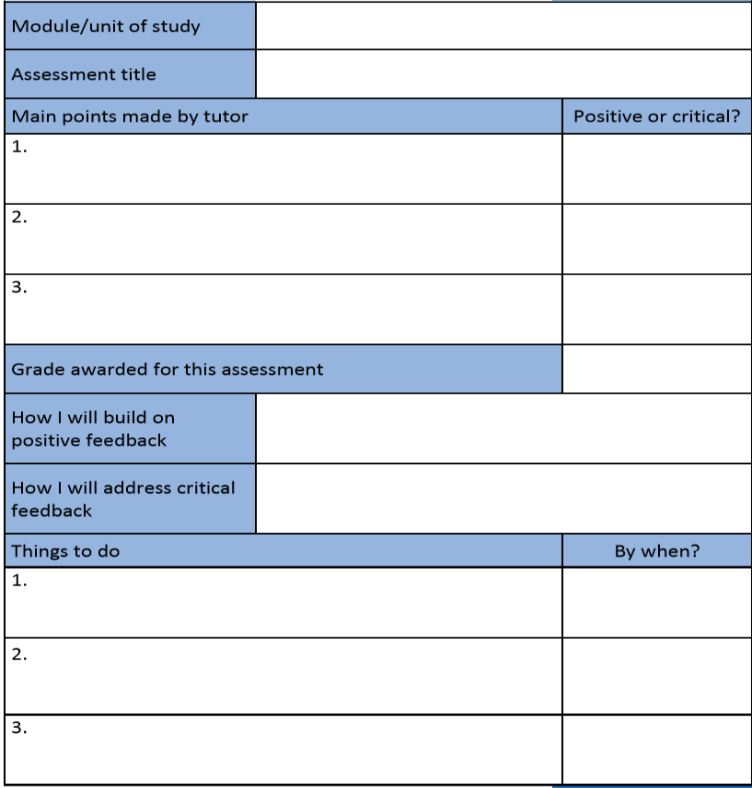 Module/unit of study
Assessment title
Main points made by tutor
Positive or critical?
1.
2.
3.
Grade awarded for this assessment
How I will build on
positive feedback
How I will address critical
feedback
Things to do
By when?
1.
2.
3.